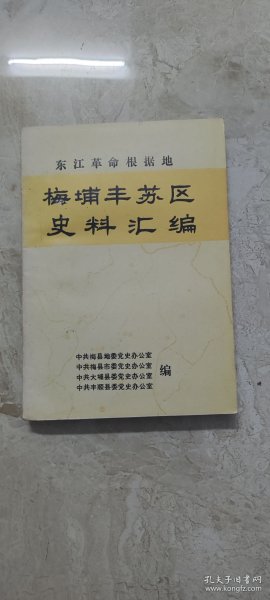 东江革命根据地
梅埔丰苏区
史料汇编
中共梅县地委党史办公室
中共梅县市委党史办公室
中共大埔县委党史办公室
中共丰顺县委党史办公室
编
孔夫子旧书网
www.kongfz.com